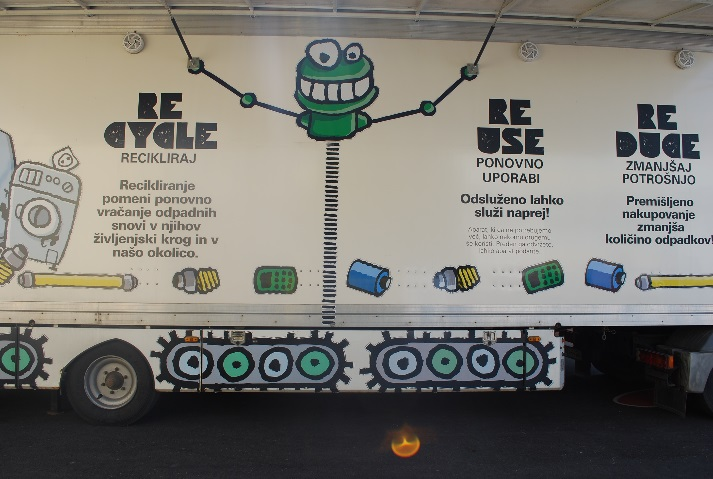 RE
CYCLE
RECIKLIRAJ
Recikliranje
pomeni ponovno
vračanje odpadnih
snovi v njihov
življenjski krog in v
našo okolico.
RE
USE
PONOVNO
UPORABI
Odsluženo lahko
služi naprej!
RE
DUCE
ZMANJŠAJ
POTROŠNJO
Premišljeno
nakupovanje
zmanjša
količino odpadkov!